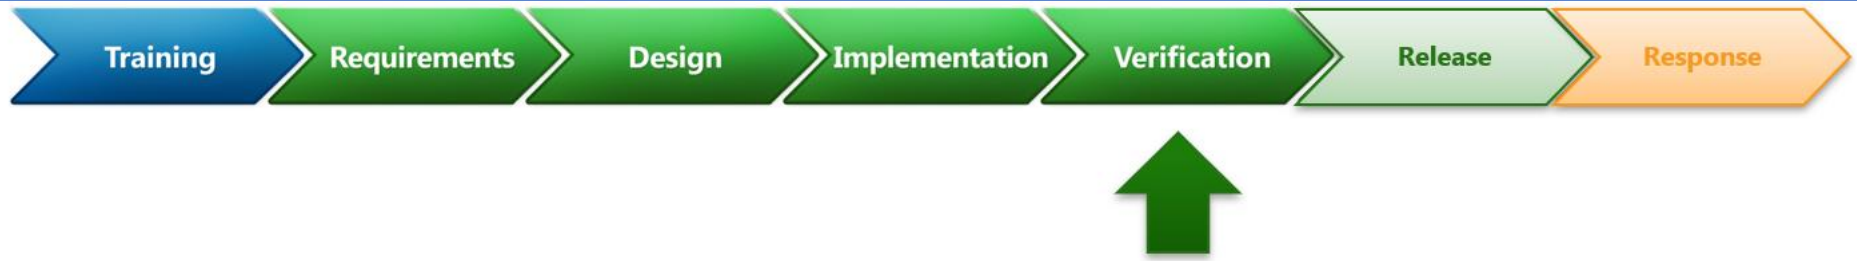 Training
Requirements
Design
Implementation
Verification
Release
Response